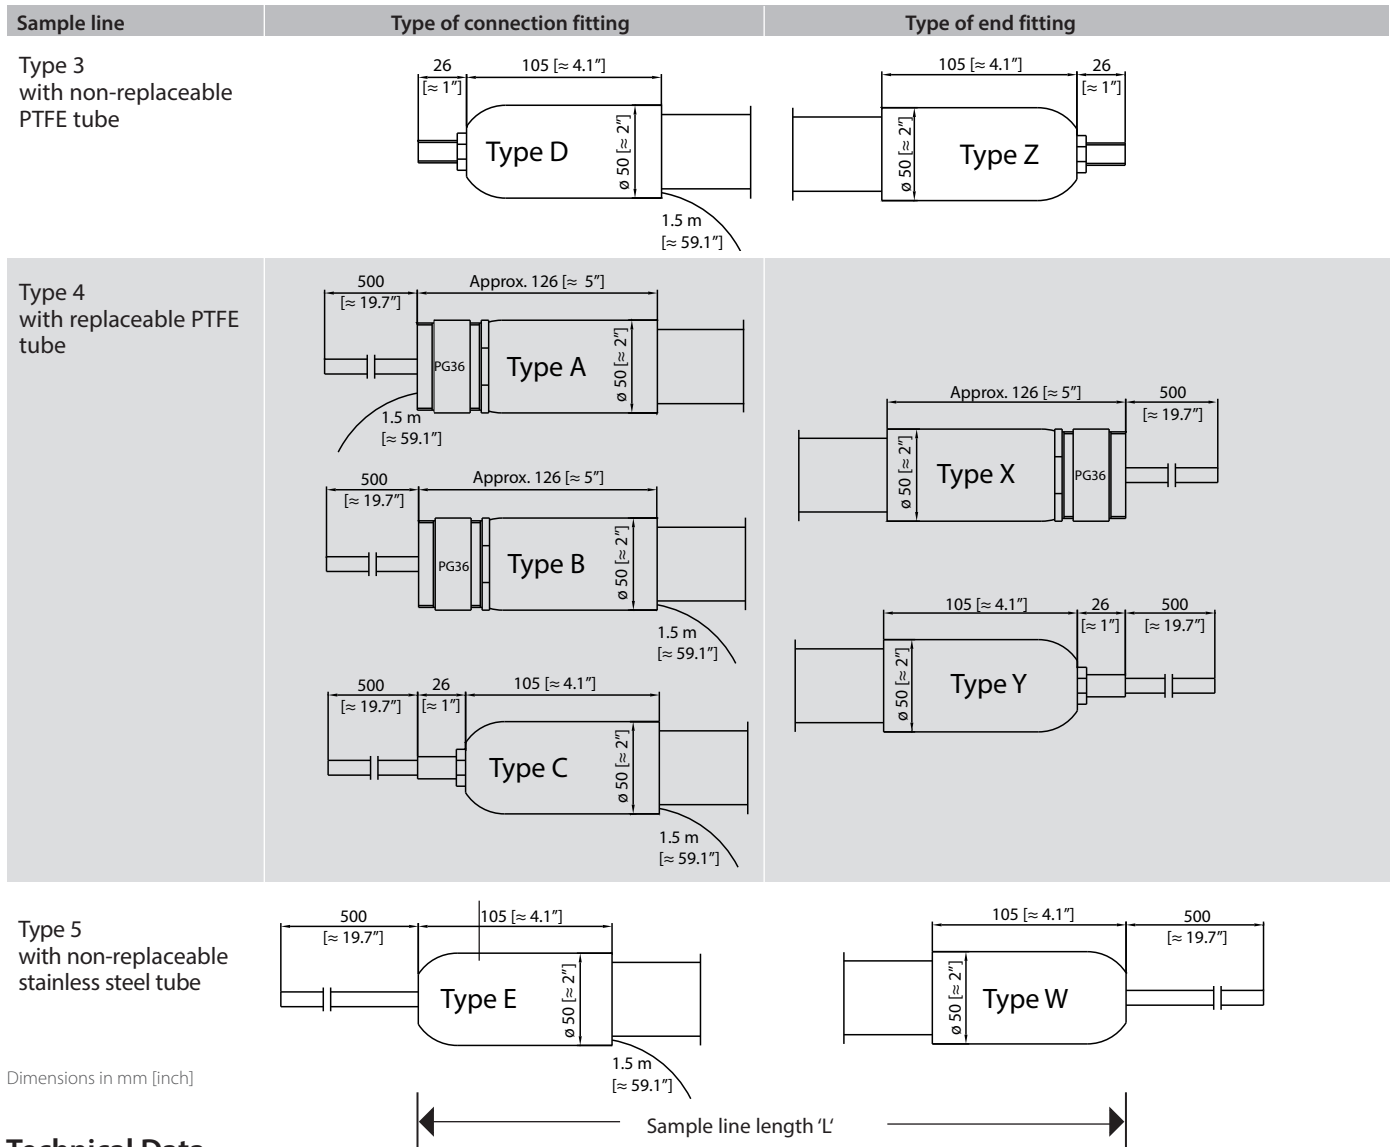 Sample line
Type of connection fitting
Type of end fitting
Type 3
with non-replaceable
PTFE tube
26
[≈ 1″]
105 [≈ 4.1″]
Type D
ø 50 [≈ 2″]
1.5 m
[≈ 59.1″]
105 [≈ 4.1″]
26
[≈ 1″]
ø 50 [≈ 2″]
Type Z
Type 4
with replaceable PTFE
tube
500
[≈ 19.7″]
Approx. 126 [≈ 5″]
PG36
Type A
ø 50 [≈ 2″]
1.5 m
[≈ 59.1″]
500
[≈ 19.7″]
Approx. 126 [≈ 5″]
PG36
Type B
ø 50 [≈ 2″]
1.5 m
[≈ 59.1″]
500
[≈ 19.7″]
26
[≈ 1″]
105 [≈ 4.1″]
Type C
ø 50 [≈ 2″]
1.5 m
[≈ 59.1″]
Approx. 126 [≈ 5″]
500
[≈ 19.7″]
ø 50 [≈ 2″]
Type X
PG36
105 [≈ 4.1″]
26
[≈ 1″]
500
[≈ 19.7″]
ø 50 [≈ 2″]
Type Y
Type 5
with non-replaceable
stainless steel tube
500
[≈ 19.7″]
105 [≈ 4.1″]
Type E
ø 50 [≈ 2″]
1.5 m
[≈ 59.1″]
105 [≈ 4.1″]
500
[≈ 19.7″]
ø 50 [≈ 2″]
Type W
Dimensions in mm [inch]
Sample line length ‘L‘
Technical Data